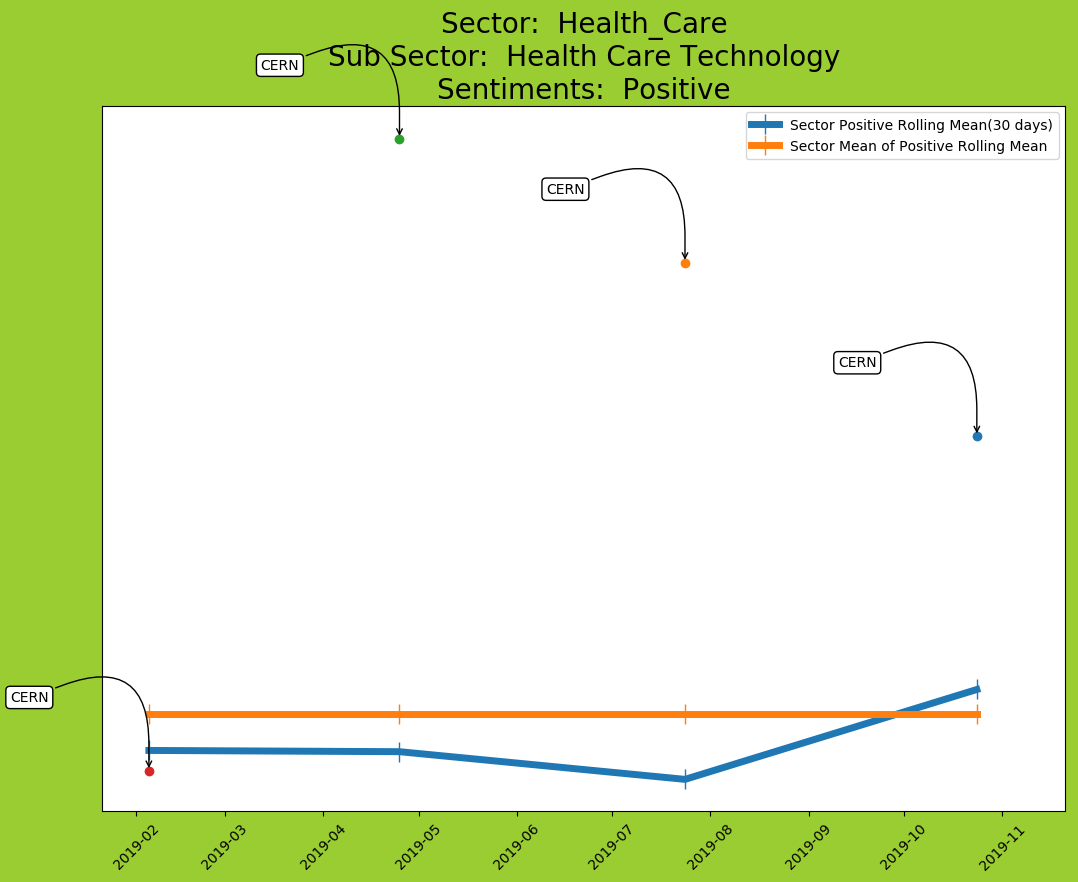 Sector:  Health_Care
Sub Sector:  Health Care Technology
Sentiments:  Positive
CERN
Sector Positive Rolling Mean(30 days)
Sector Mean of Positive Rolling Mean
CERN
CERN
CERN
2019-02
2019-03
2019-04
2019-05
2019-06
2019-07
2019-08
2019-09
2019-10
2019-11